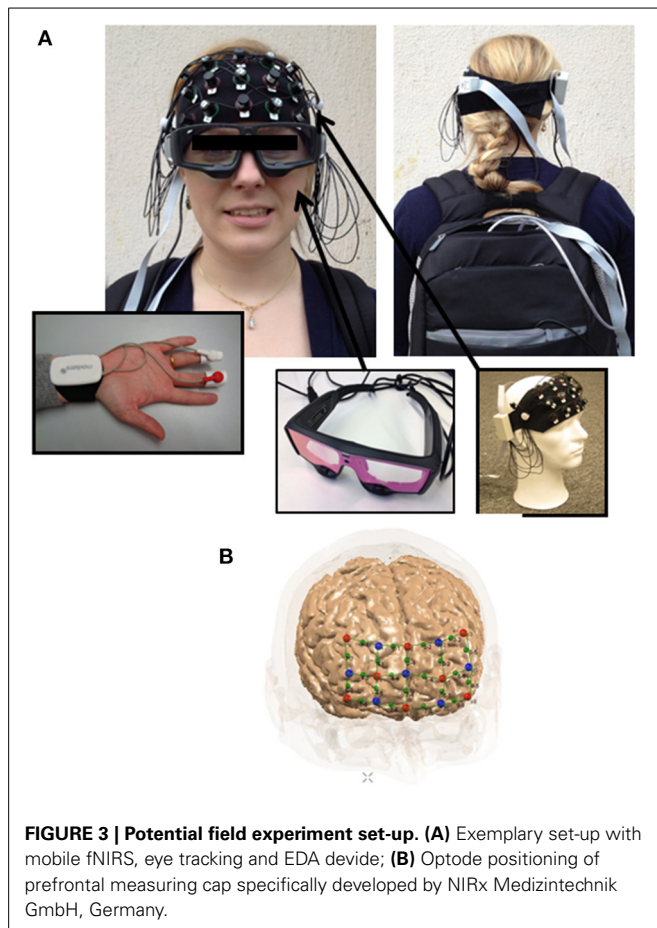 A
B
FIGURE 3 | Potential field experiment set-up. (A) Exemplary set-up with
mobile fNIRS, eye tracking and EDA devide; (B) Optode positioning of
prefrontal measuring cap specifically developed by NIRx Medizintechnik
GmbH, Germany.